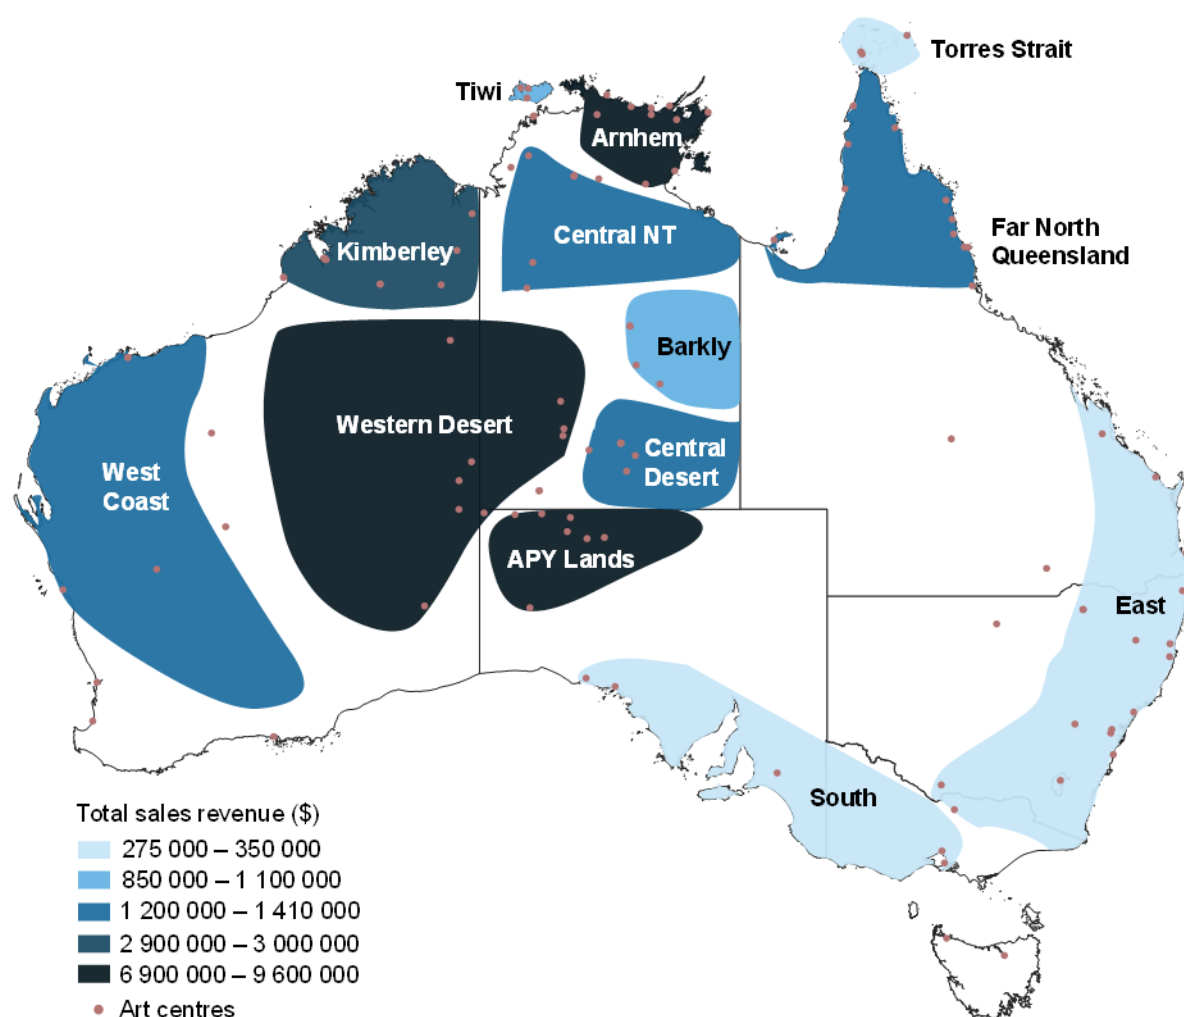 Torres Strait
Tiwi
Arnhem
Far North
Queensland
Central NT
Kimberley
Barkly
Western Desert
Central
Desert
West
Coast
APY Lands
East
South
Total sales revenue ($)
275 000 – 350 000
850 000 – 1 100 000
1 200 000 – 1 410 000
2 900 000 – 3 000 000
6 900 000 – 9 600 000
Art centres